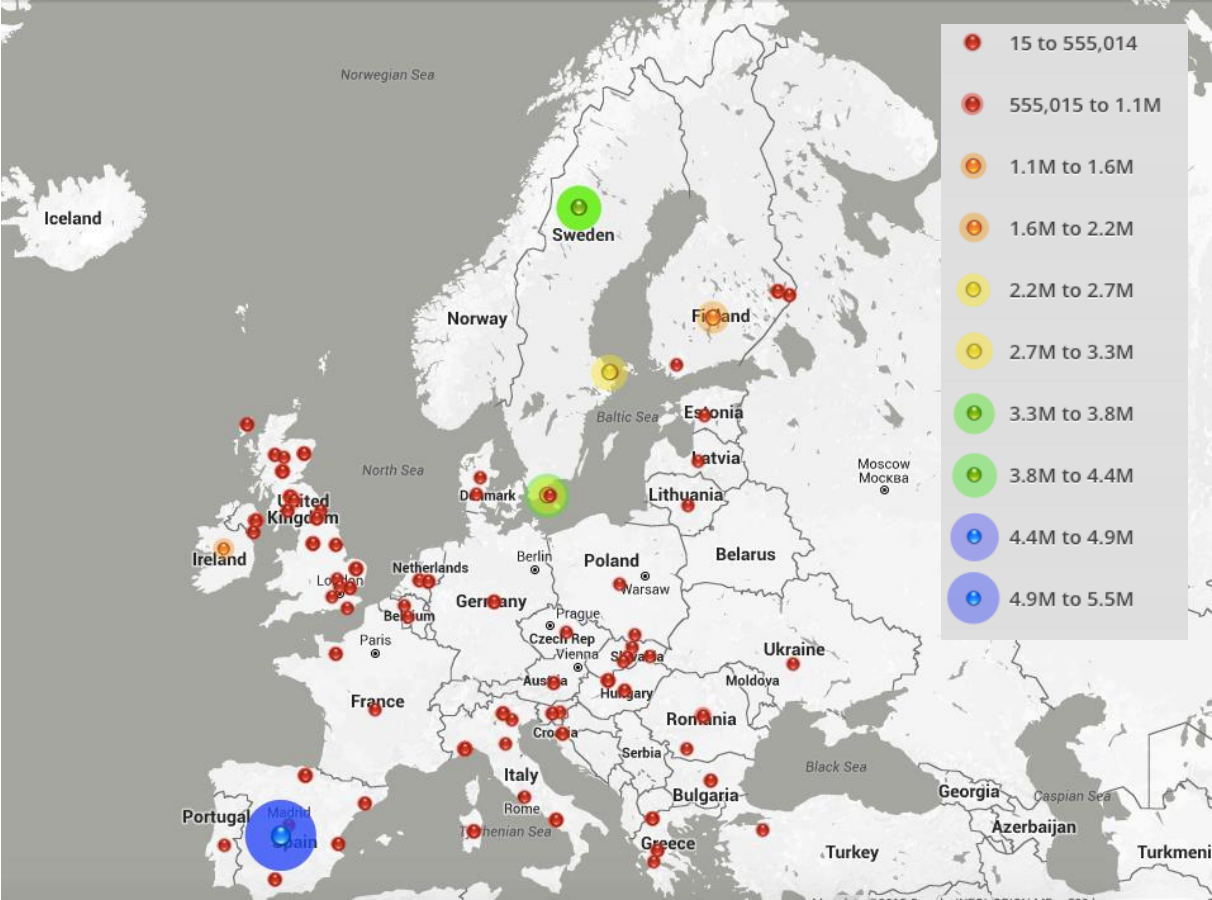 Norwegian Sea
Iceland
Sweden
Norway
Finland
Baltic Sea
Estonia
Latvia
Moscow
Москва
North Sea
Denmark
Lithuania
United
Kingdom
Ireland
Berlin
Poland
Belarus
Netherlands
London
Warsaw
Germany
Belgium
Prague
Paris
Czech Rep
Vienna
Slovakia
Ukraine
Austria
Hungary
Moldova
France
Romania
Croatia
Serbia
Black Sea
Italy
Georgia
Caspian Sea
Bulgaria
Rome
Madrid
Portugal
Spain
Tyrrhenian Sea
Greece
Azerbaijan
Turkey
Turkmeni
15 to 555,014
555,015 to 1.1M
1.1M to 1.6M
1.6M to 2.2M
2.2M to 2.7M
2.7M to 3.3M
3.3M to 3.8M
3.8M to 4.4M
4.4M to 4.9M
4.9M to 5.5M